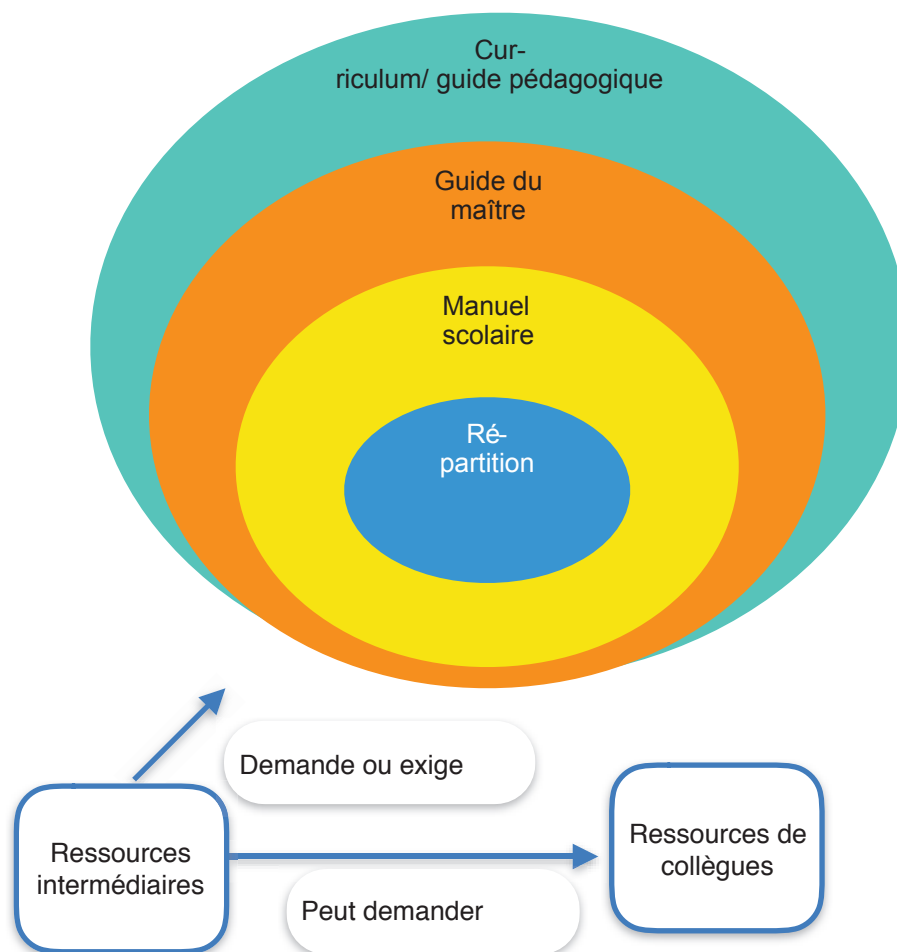 Cur-
riculum/ guide pédagogique
Guide du
maître
Manuel
scolaire
Ré-
partition
Demande ou exige
Ressources
intermédiaires
Ressources de
collègues
Peut demander